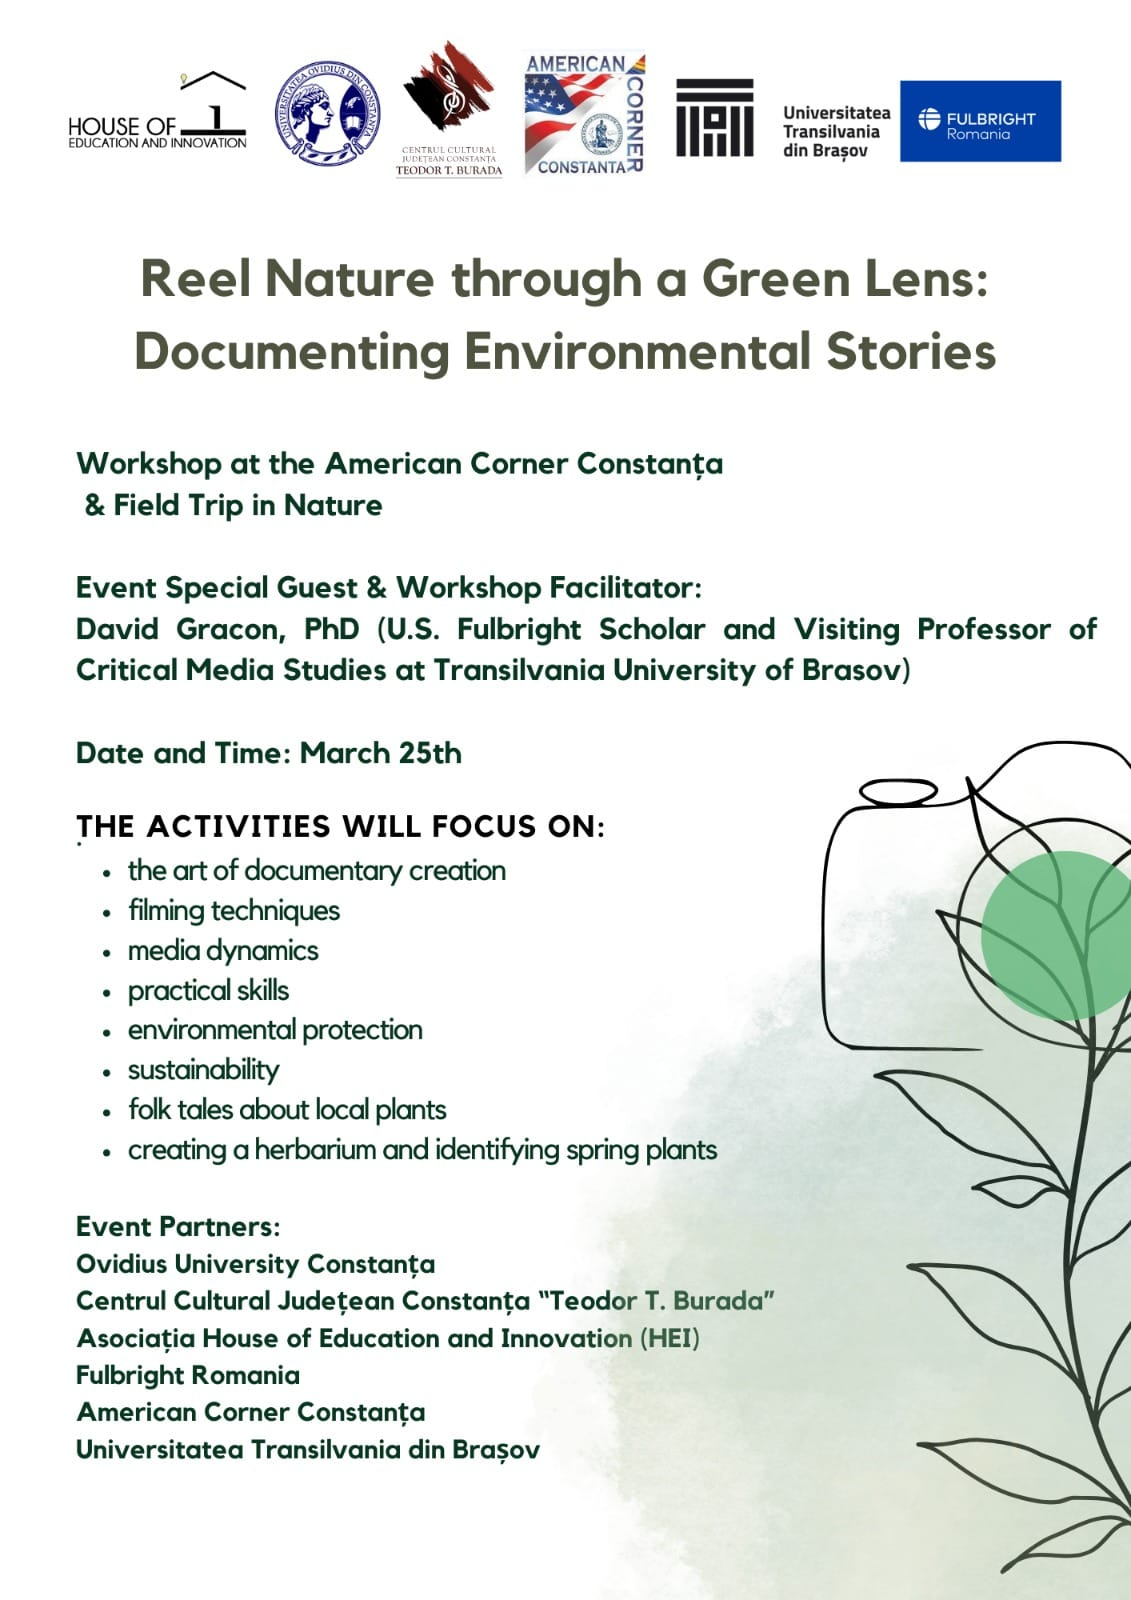 HOUSE OF 1
EDUCATION AND INNOVATION
UNIVERSITATEA OVIDIUS DIN CONSTANTA
CENTRUL CULTURAL
JUDEȚEAN CONSTANȚA
TEODOR T. BURADA
AMERICAN
CORNER
CONSTANTA
Universitatea
Transilvania
din Brașov
FULBRIGHT
Romania
Reel Nature through a Green Lens:
Documenting Environmental Stories
Workshop at the American Corner Constanța
& Field Trip in Nature
Event Special Guest & Workshop Facilitator:
David Gracon, PhD (U.S. Fulbright Scholar and Visiting Professor of
Critical Media Studies at Transilvania University of Brasov)
Date and Time: March 25th
THE ACTIVITIES WILL FOCUS ON:
• the art of documentary creation
• filming techniques
• media dynamics
• practical skills
• environmental protection
• sustainability
• folk tales about local plants
• creating a herbarium and identifying spring plants
Event Partners:
Ovidius University Constanța
Centrul Cultural Județean Constanța “Teodor T. Burada”
Asociația House of Education and Innovation (HEI)
Fulbright Romania
American Corner Constanța
Universitatea Transilvania din Brașov